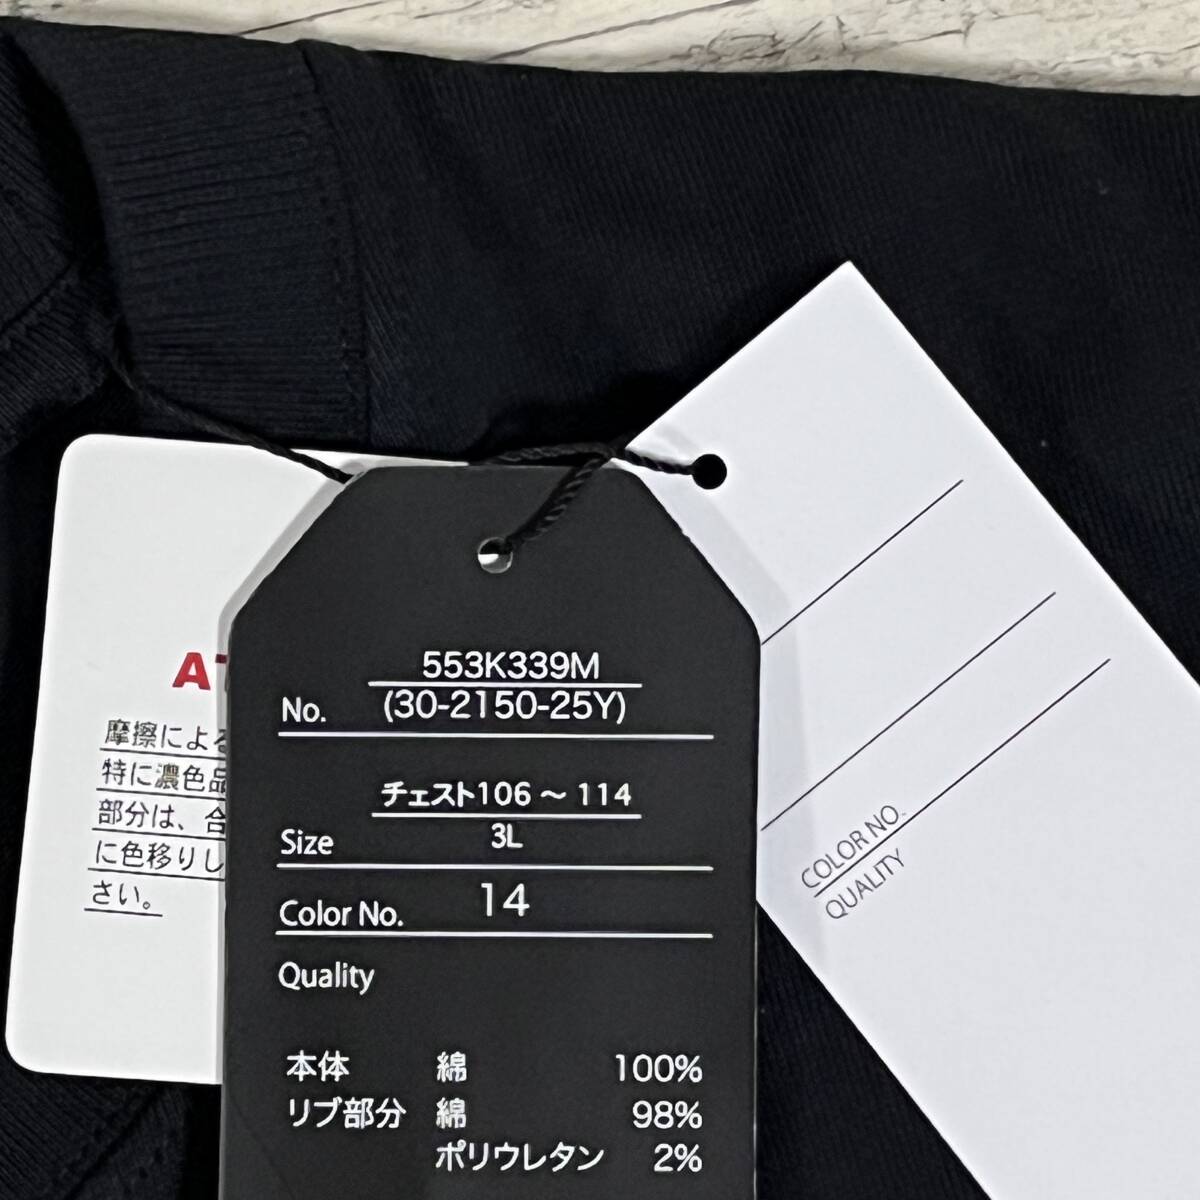 553K339M
No. (30-2150-25Y)
チェスト106 ~ 114
Size 3L
Color No. 14
Quality
本体 綿 100%
リブ部分 綿 98%
ポリウレタン 2%
摩擦による
特に濃色品
部分は、合
に色移りし
さい。
COLOR NO.
QUALITY